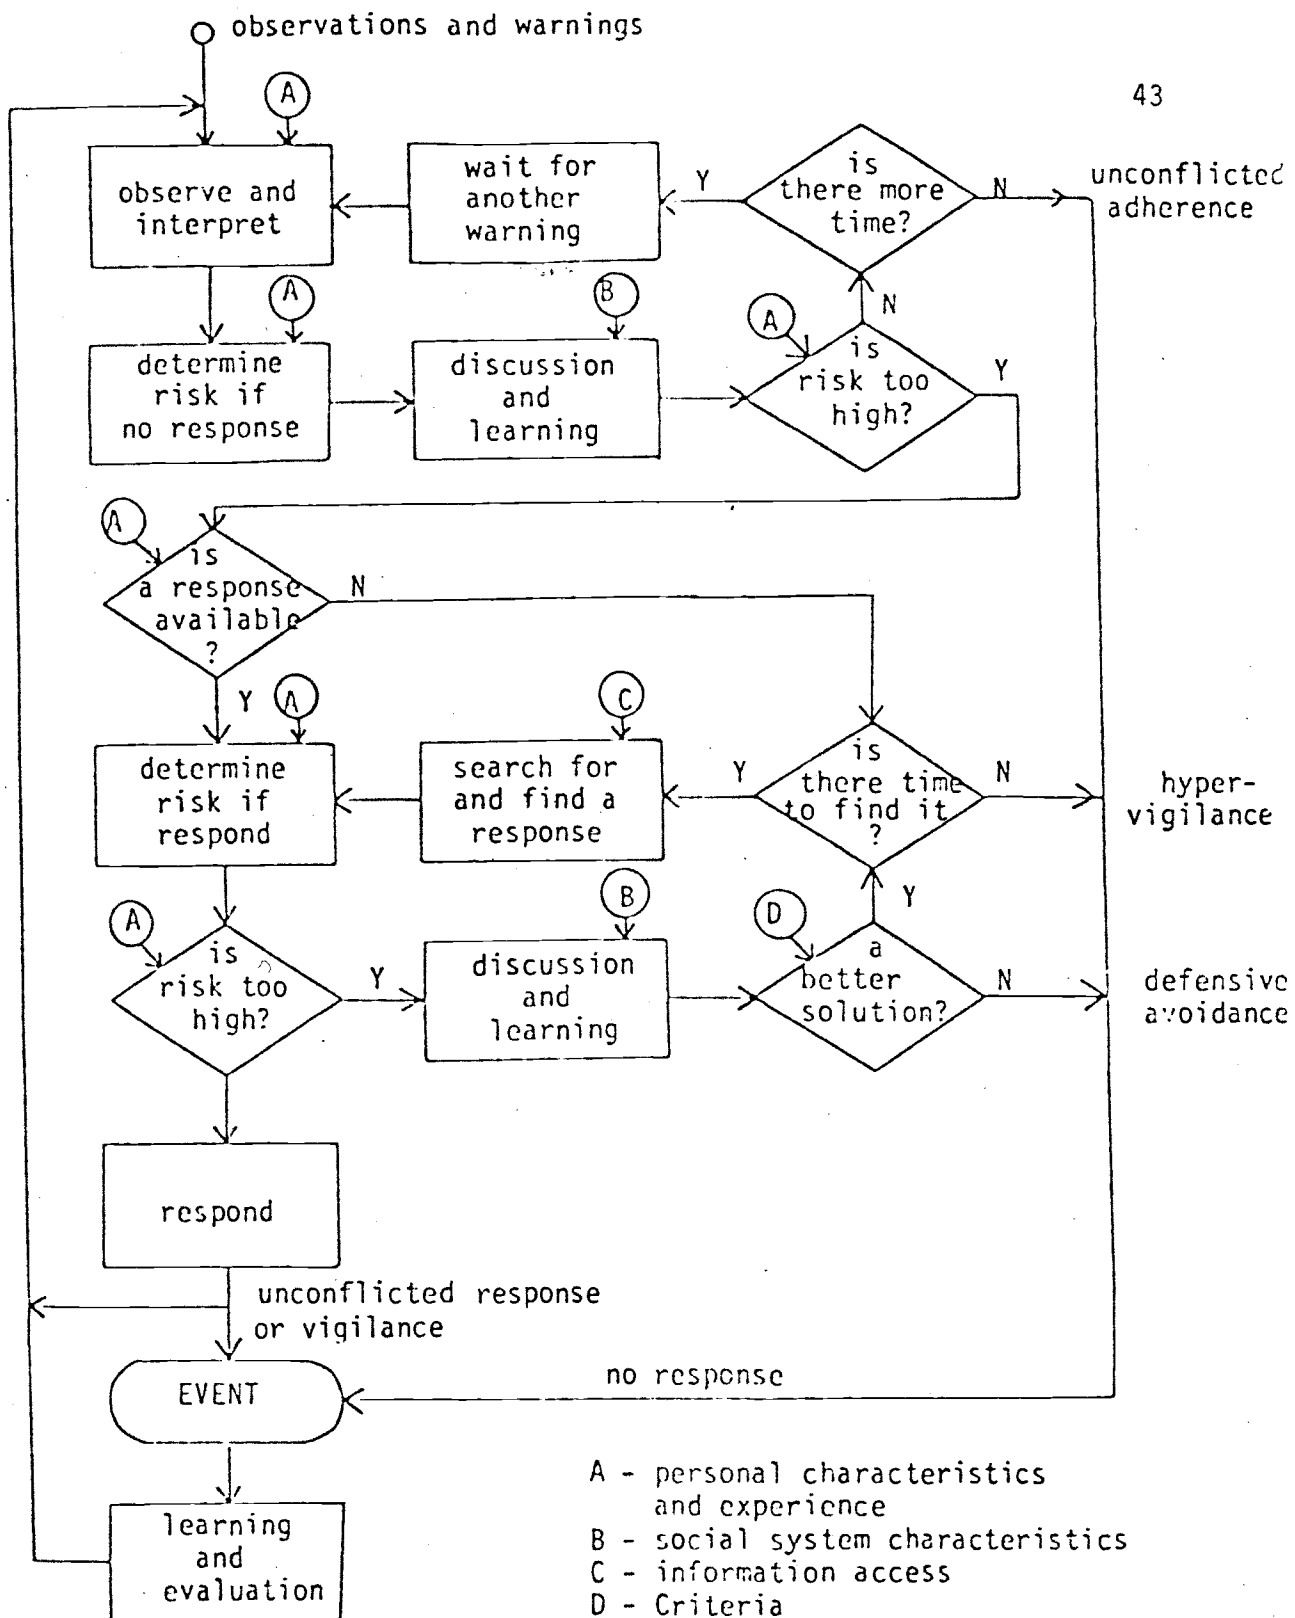 observations and warnings
43
A
observe and
interpret
wait for
another
warning
Y
is
there more
time?
N
unconflicted
adherence
A
determine
risk if
no response
B
discussion
and
learning
A
N
is
risk too
high?
Y
A
is
a response
available
?
N
Y
A
determine
risk if
respond
C
search for
and find a
response
Y
is
there time
to find it
?
N
hyper-
vigilance
A
is
risk too
high?
Y
B
discussion
and
learning
D
Y
a
better
solution?
N
defensive
avoidance
respond
unconflicted response
or vigilance
EVENT
no response
learning
and
evaluation
A - personal characteristics
and experience
B - social system characteristics
C - information access
D - Criteria